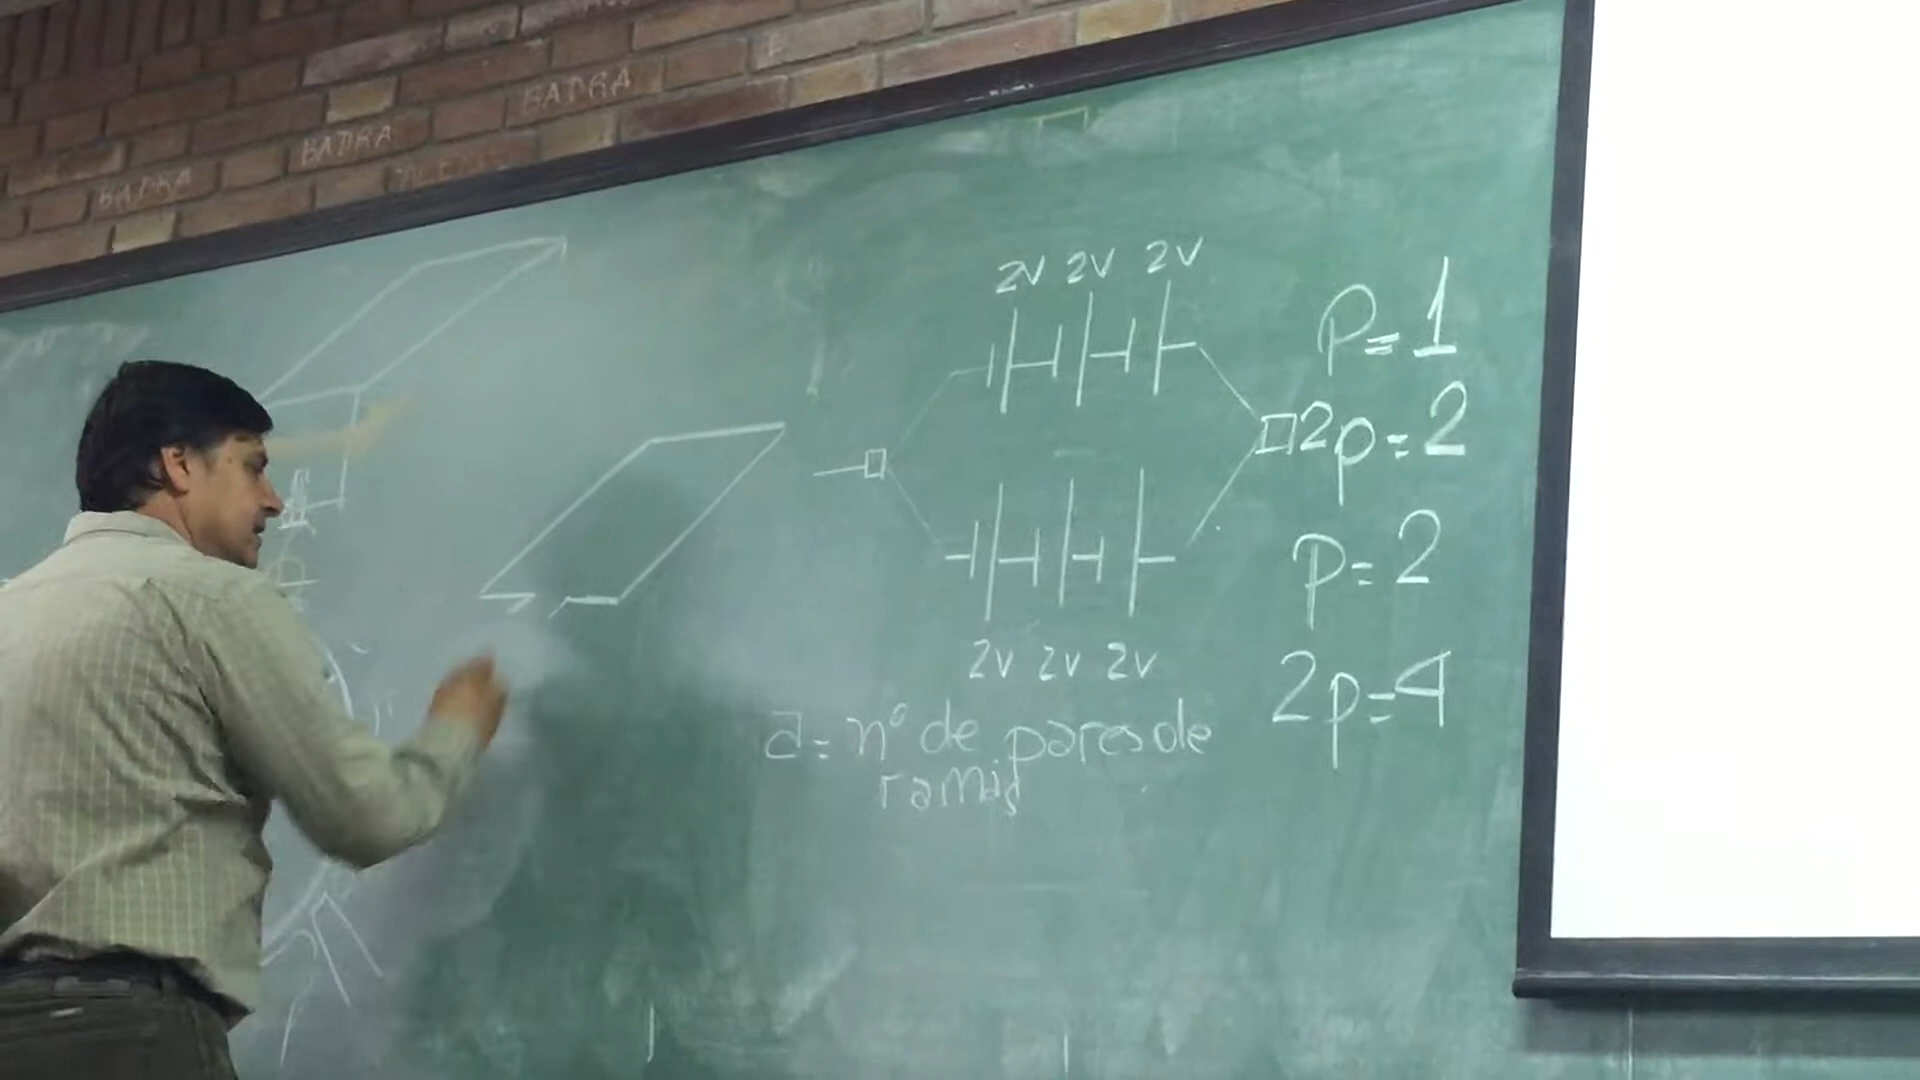 BADRA
BADRA
BADRA
2V 2V 2V
P=1
2p=2
p=2
2p=4
2V 2V 2V
a=nº de pares de
ramas